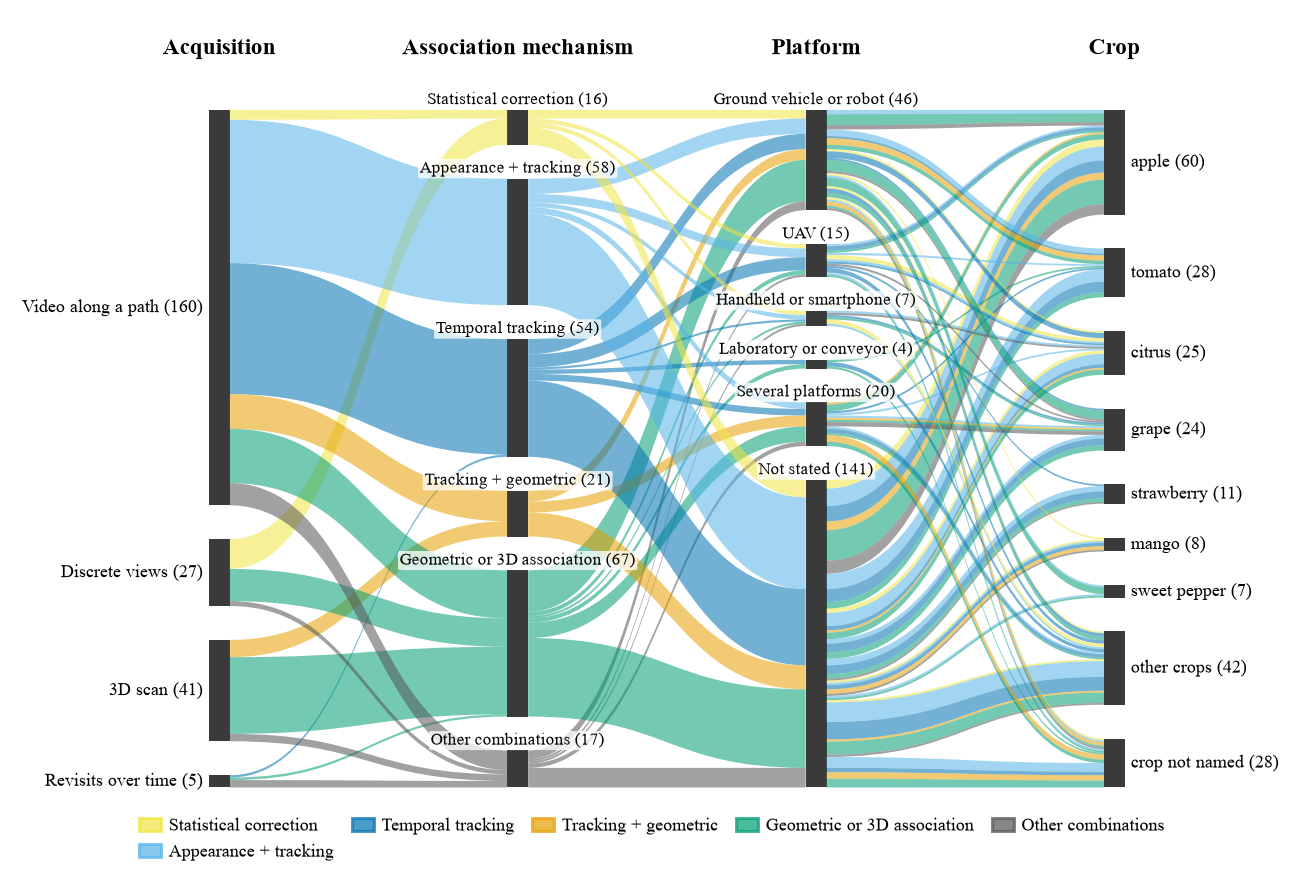 Acquisition
Association mechanism
Platform
Crop
Statistical correction (16)
Ground vehicle or robot (46)
apple (60)
Appearance + tracking (58)
UAV (15)
tomato (28)
Handheld or smartphone (7)
Video along a path (160)
Temporal tracking (54)
Laboratory or conveyor (4)
citrus (25)
Several platforms (20)
grape (24)
Not stated (141)
Tracking + geometric (21)
strawberry (11)
mango (8)
Geometric or 3D association (67)
Discrete views (27)
sweet pepper (7)
other crops (42)
3D scan (41)
Other combinations (17)
crop not named (28)
Revisits over time (5)
Statistical correction
Temporal tracking
Tracking + geometric
Geometric or 3D association
Other combinations
Appearance + tracking